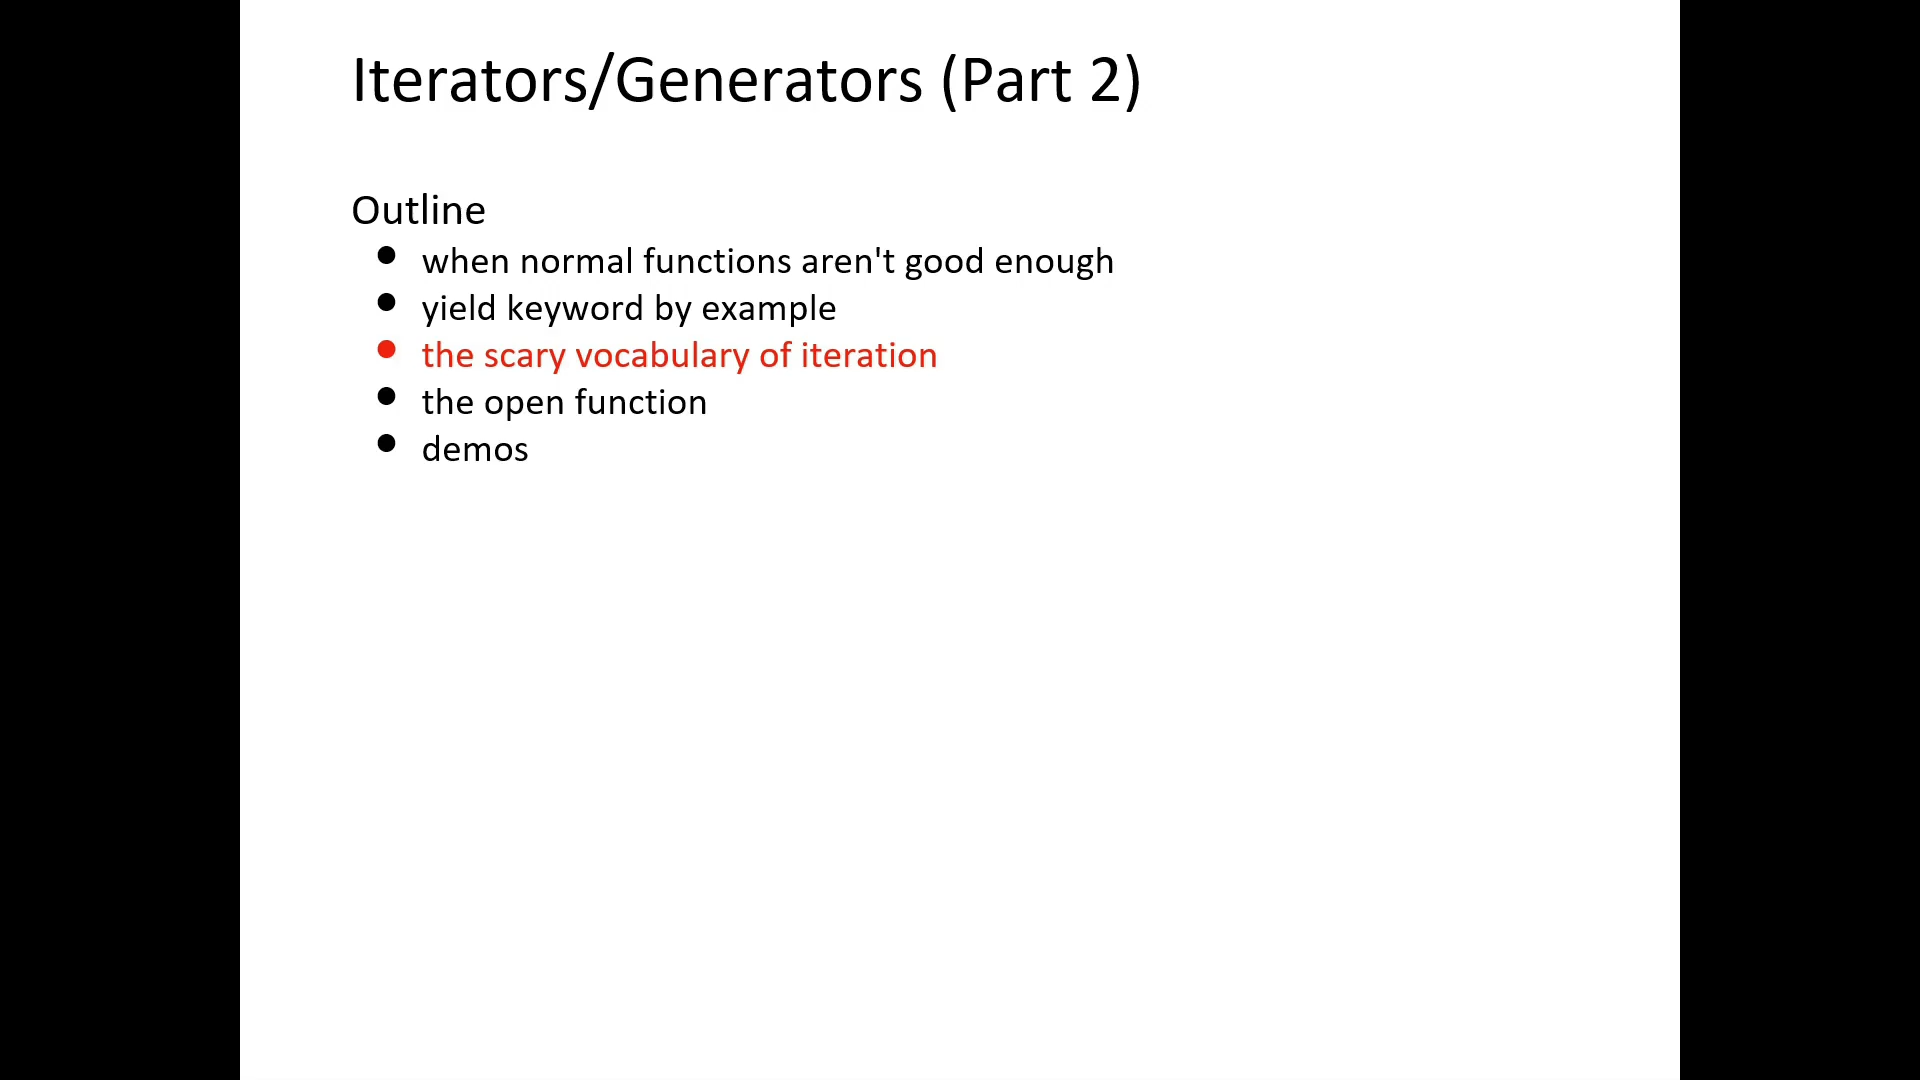 Iterators/Generators (Part 2)
Outline
• when normal functions aren't good enough
• yield keyword by example
• the scary vocabulary of iteration
• the open function
• demos